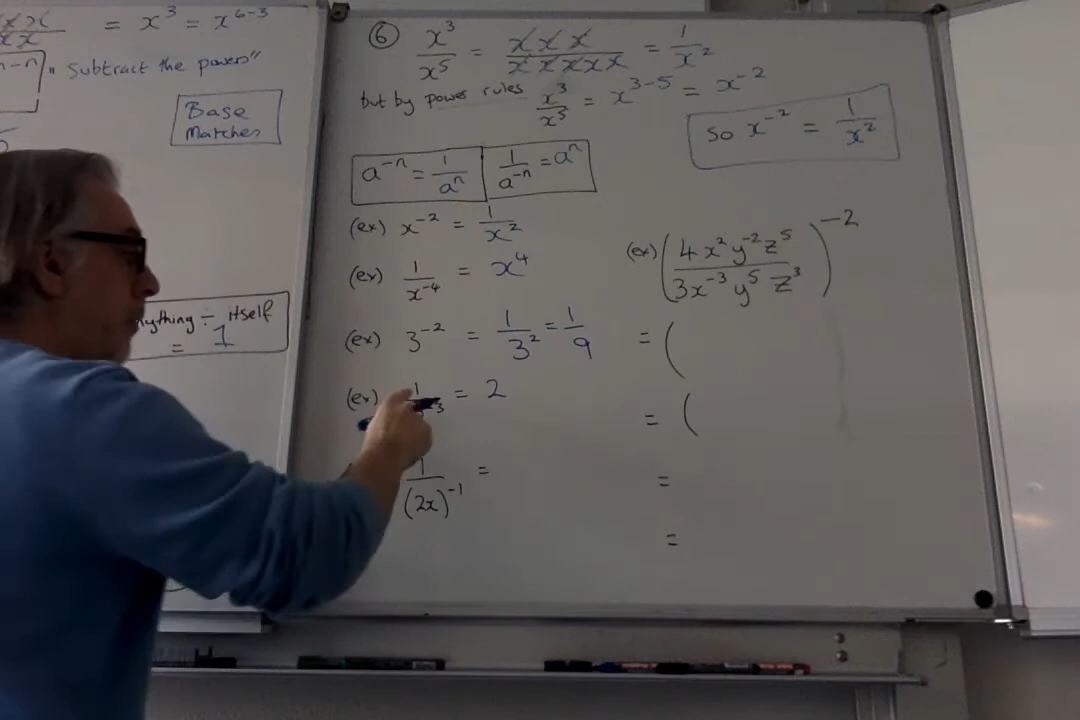 = x³ = x⁶⁻³
"Subtract the powers"
Base
Matches
itself
= 1
⑥ x³/x⁵ = xxx/xxxxx = 1/x²
but by power rules x³/x⁵ = x³⁻⁵ = x⁻²
So x⁻² = 1/x²
a⁻ⁿ = 1/aⁿ
1/a⁻ⁿ = aⁿ
(ex) x⁻² = 1/x²
(ex) 1/x⁻⁴ = x⁴
(ex) 3⁻² = 1/3² = 1/9
(ex) 1 = 2
1/(2x)⁻¹ =
(ex) (4x²y⁻²z⁵/3x⁻³y⁵z³)⁻²
= (
= (
=
=